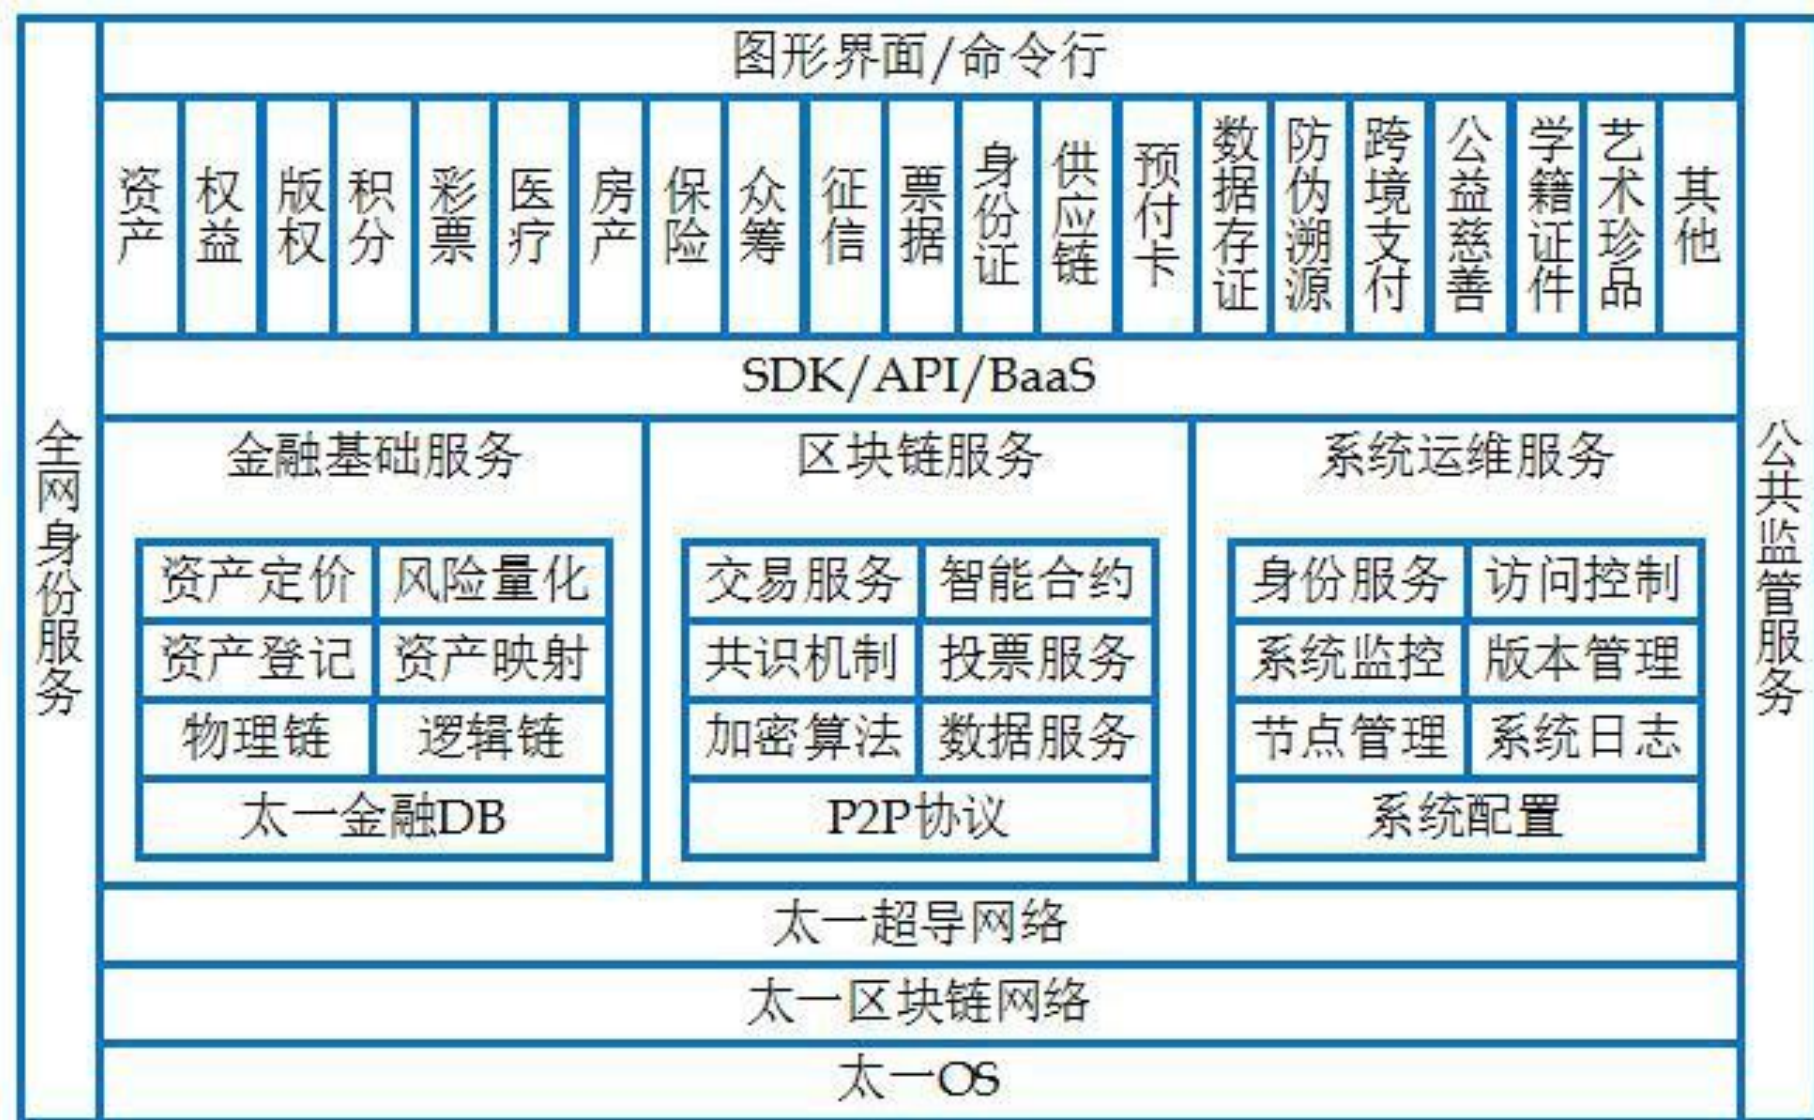 图形界面/命令行
资产
权益
版权
积分
彩票
医疗
房产
保险
众筹
征信
票据
身份证
供应链
预付卡
数据存证
防伪溯源
跨境支付
公益慈善
学籍证件
艺术珍品
其他
SDK/API/BaaS
全网身份服务
金融基础服务
资产定价
风险量化
资产登记
资产映射
物理链
逻辑链
太一金融DB
区块链服务
交易服务
智能合约
共识机制
投票服务
加密算法
数据服务
P2P协议
系统运维服务
身份服务
访问控制
系统监控
版本管理
节点管理
系统日志
系统配置
公共监管服务
太一超导网络
太一区块链网络
太一OS